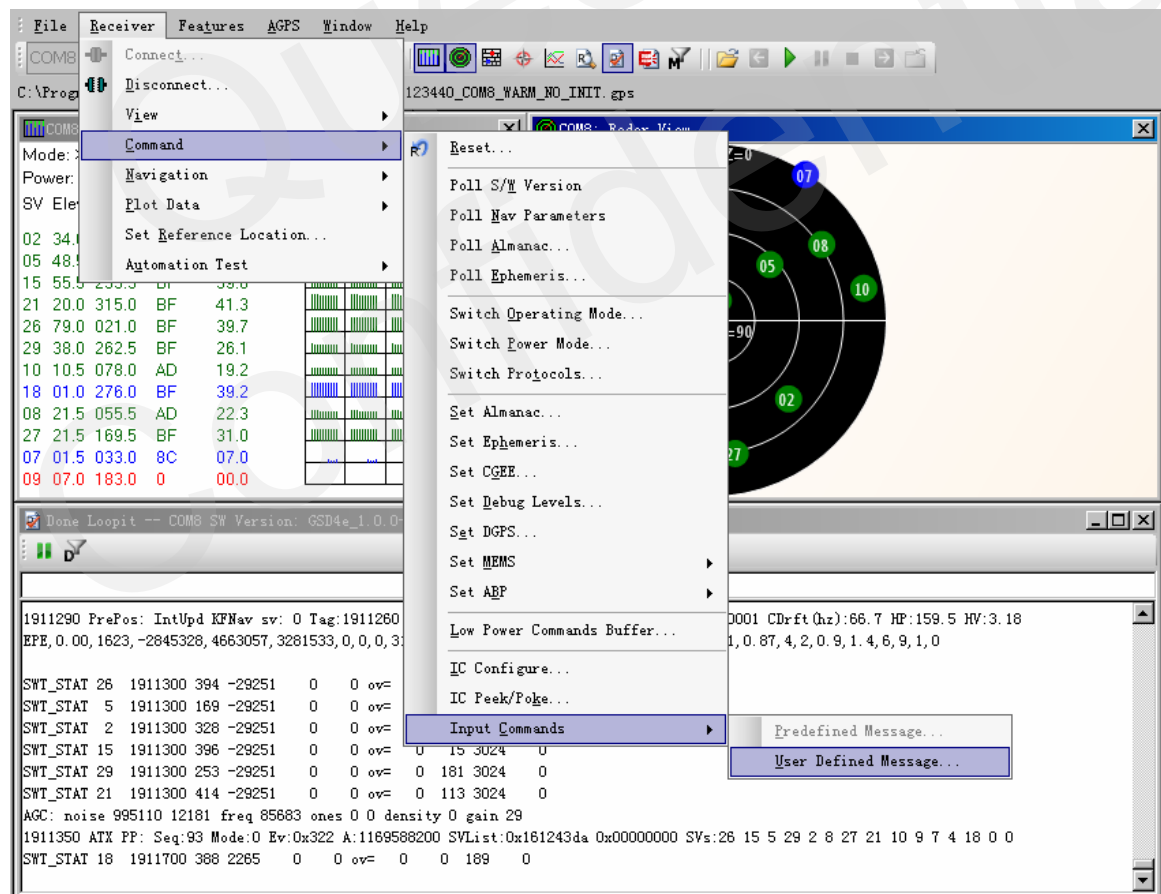 File Receiver Features AGPS Window Help
COM8
Connect...
Disconnect...
View
Command
Navigation
Plot Data
Set Reference Location...
Automation Test
C:\Prog
123440_COM8_WARM_NO_INIT.gps
COM8
COM8: Radar View
Mode:
Power:
SV
02 34.
05 48.
15 55.5
21 20.0 315.0 BF 41.3
26 79.0 021.0 BF 39.7
29 38.0 262.5 BF 26.1
10 10.5 078.0 AD 19.2
18 01.0 276.0 BF 39.2
08 21.5 055.5 AD 22.3
27 21.5 169.5 BF 31.0
07 01.5 033.0 8C 07.0
09 07.0 183.0 0 00.0
Reset...
Poll S/W Version
Poll Nav Parameters
Poll Almanac...
Poll Ephemeris...
Switch Operating Mode...
Switch Power Mode...
Switch Protocols...
Set Almanac...
Set Ephemeris...
Set CGEE...
Set Debug Levels...
Set DGPS...
Set MEMS
Set ABP
Low Power Commands Buffer...
IC Configure...
IC Peek/Poke...
Input Commands
Predefined Message...
User Defined Message...
=0
07
08
05
10
=90
02
27
Done Loopit -- COM8 SW Version: GSD4e_1.0.0-
1911290 PrePos: IntUpd KFNav sv: 0 Tag:1911260 0001 CDrft(hz):66.7 HP:159.5 HV:3.18
EPE,0.00,1623,-2845328,4663057,3281533,0,0,0,31 1,0.87,4,2,0.9,1.4,6,9,1,0
SWT_STAT 26 1911300 394 -29251 0 0 ov=
SWT_STAT 5 1911300 169 -29251 0 0 ov=
SWT_STAT 2 1911300 328 -29251 0 0 ov=
SWT_STAT 15 1911300 396 -29251 0 0 ov= 0 15 3024 0
SWT_STAT 29 1911300 253 -29251 0 0 ov= 0 181 3024 0
SWT_STAT 21 1911300 414 -29251 0 0 ov= 0 113 3024 0
AGC: noise 995110 12181 freq 85683 ones 0 0 density 0 gain 29
1911350 ATX PP: Seq:93 Mode:0 Ev:0x322 A:1169588200 SVList:0x161243da 0x00000000 SVs:26 15 5 29 2 8 27 21 10 9 7 4 18 0 0
SWT_STAT 18 1911700 388 2265 0 0 ov= 0 0 189 0